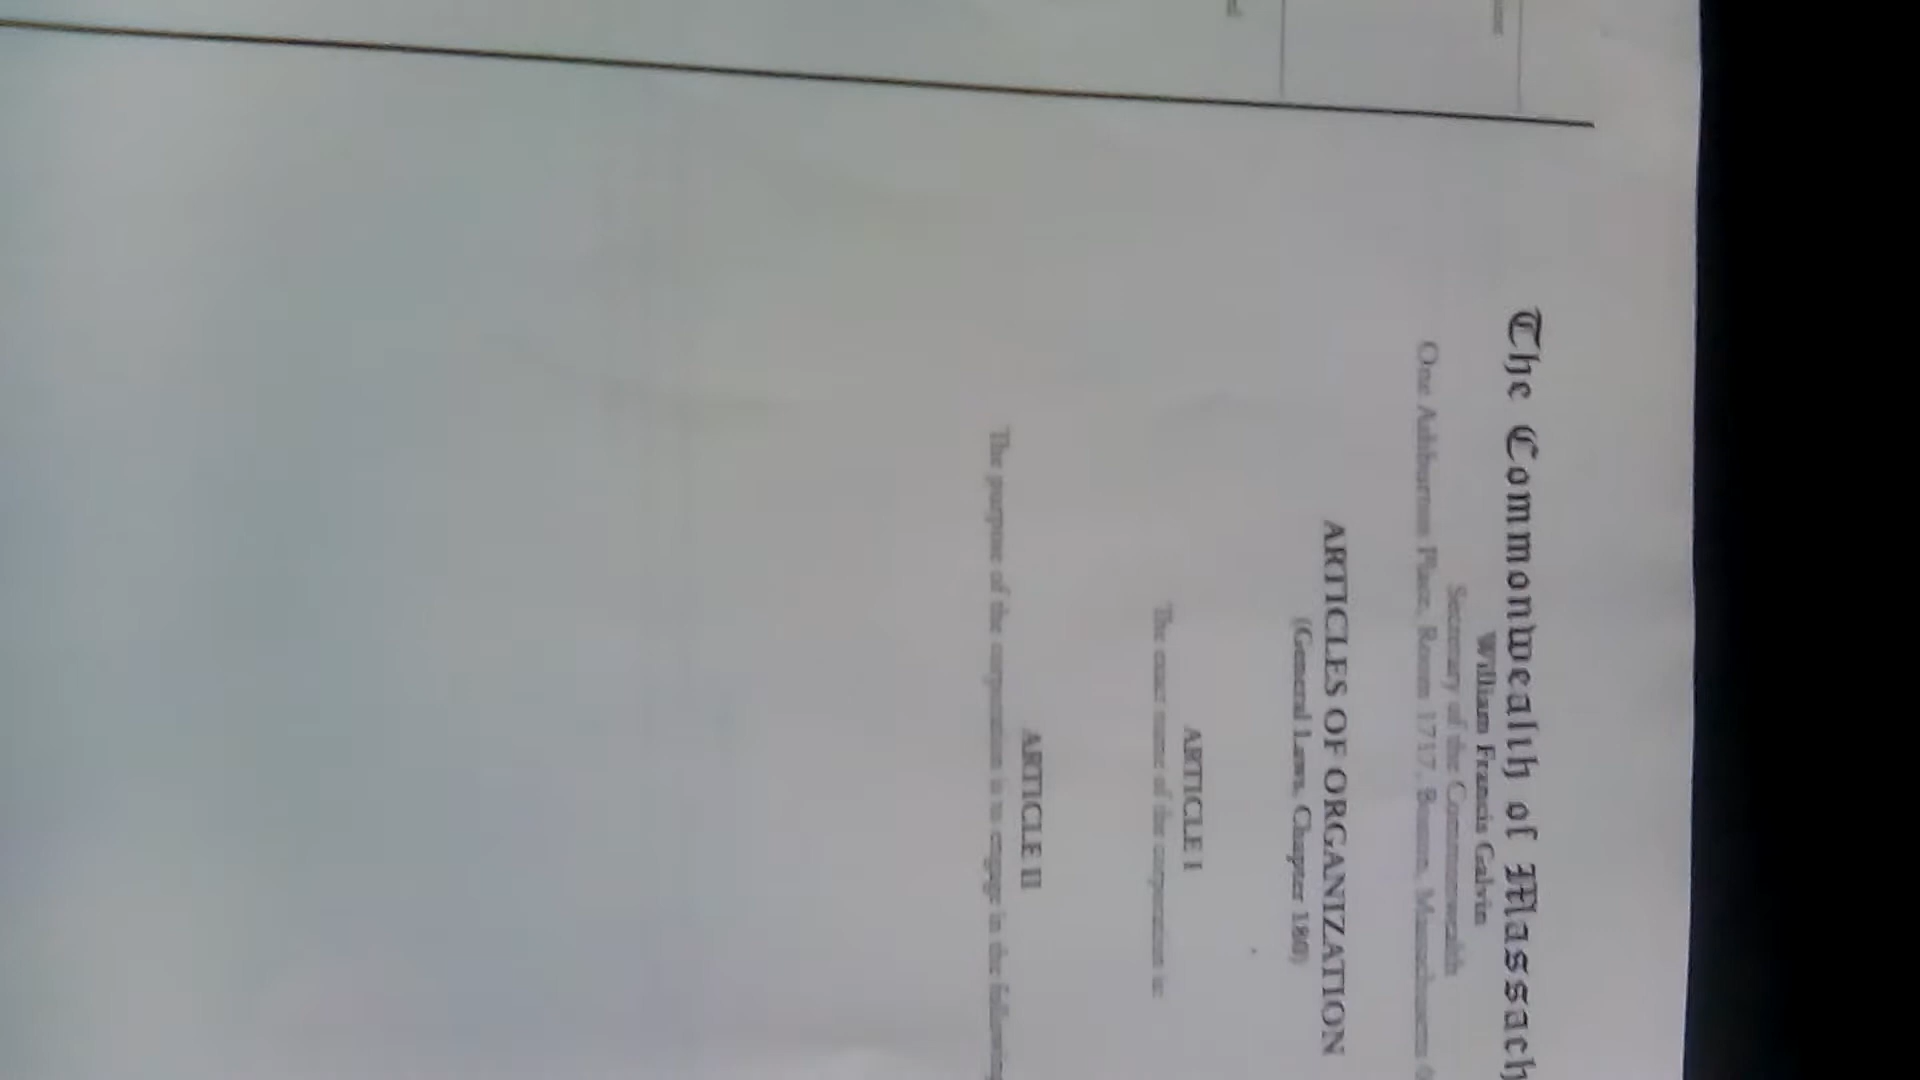 The Commonwealth of Massach
William Francis Galvin
Secretary of the Commonwealth
One Ashburton Place, Room 1717, Boston, Massachusetts 0
ARTICLES OF ORGANIZATION
(General Laws, Chapter 180)
ARTICLE I
The exact name of the corporation is:
ARTICLE II
The purpose of the corporation is to engage in the following